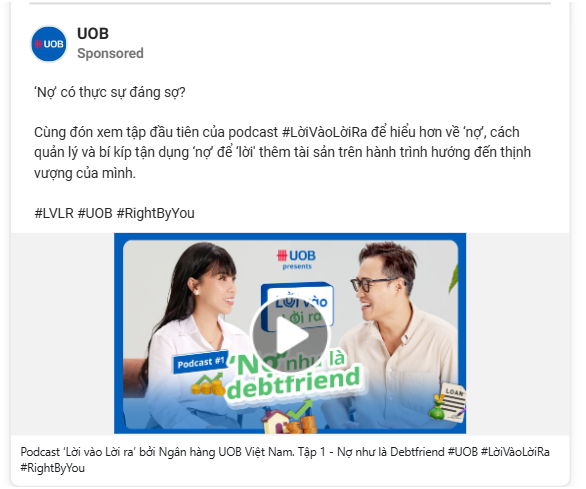 UOB
UOB
Sponsored
‘Nợ’ có thực sự đáng sợ?
Cùng đón xem tập đầu tiên của podcast #LờiVàoLờiRa để hiểu hơn về ‘nợ’, cách
quản lý và bí kíp tận dụng ‘nợ’ để ‘lời’ thêm tài sản trên hành trình hướng đến thịnh
vượng của mình.
#LVLR #UOB #RightByYou
UOB
presents
Lời vào
Lời ra
Podcast #1
‘Nợ’ như là
debtfriend
LOAN
Podcast ‘Lời vào Lời ra’ bởi Ngân hàng UOB Việt Nam. Tập 1 - Nợ như là Debtfriend #UOB #LờiVàoLờiRa
#RightByYou